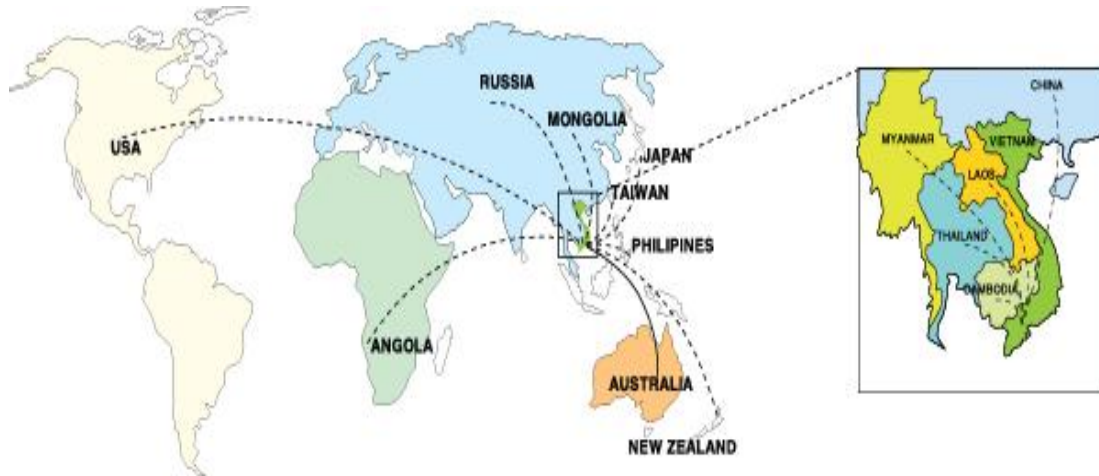 RUSSIA
MONGOLIA
USA
JAPAN
TAIWAN
PHILIPINES
ANGOLA
AUSTRALIA
NEW ZEALAND
CHINA
MYANMAR
VIETNAM
LAOS
THAILAND
CAMBODIA